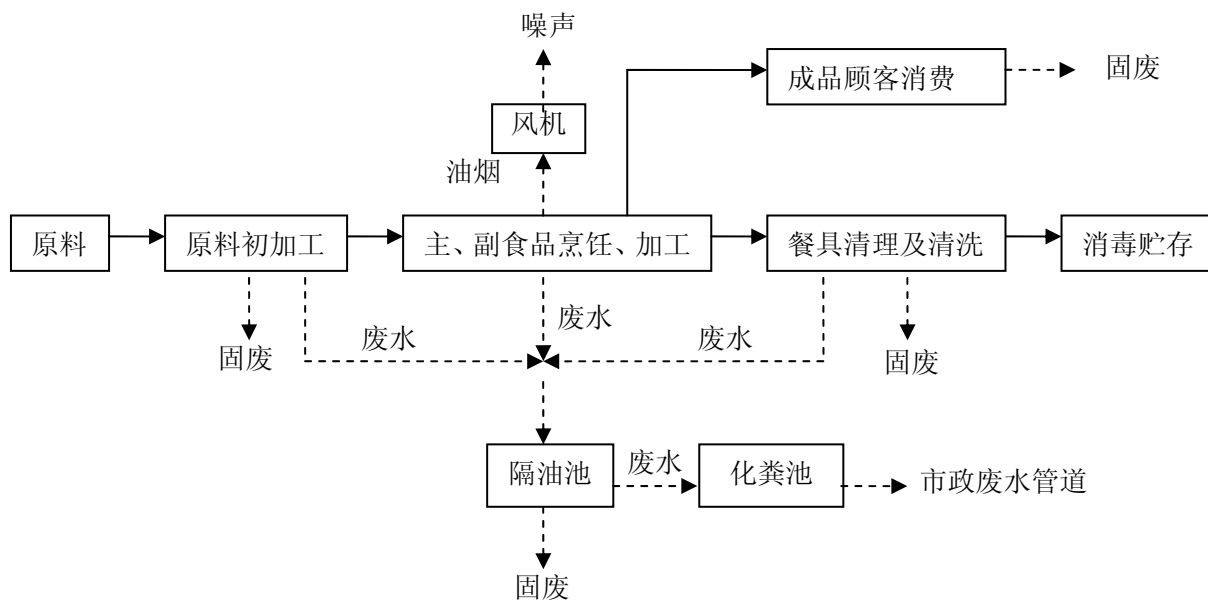 噪声
成品顾客消费
固废
风机
油烟
原料
原料初加工
主、副食品烹饪、加工
餐具清理及清洗
消毒贮存
废水
固废
废水
废水
固废
隔油池
废水
化粪池
市政废水管道
固废